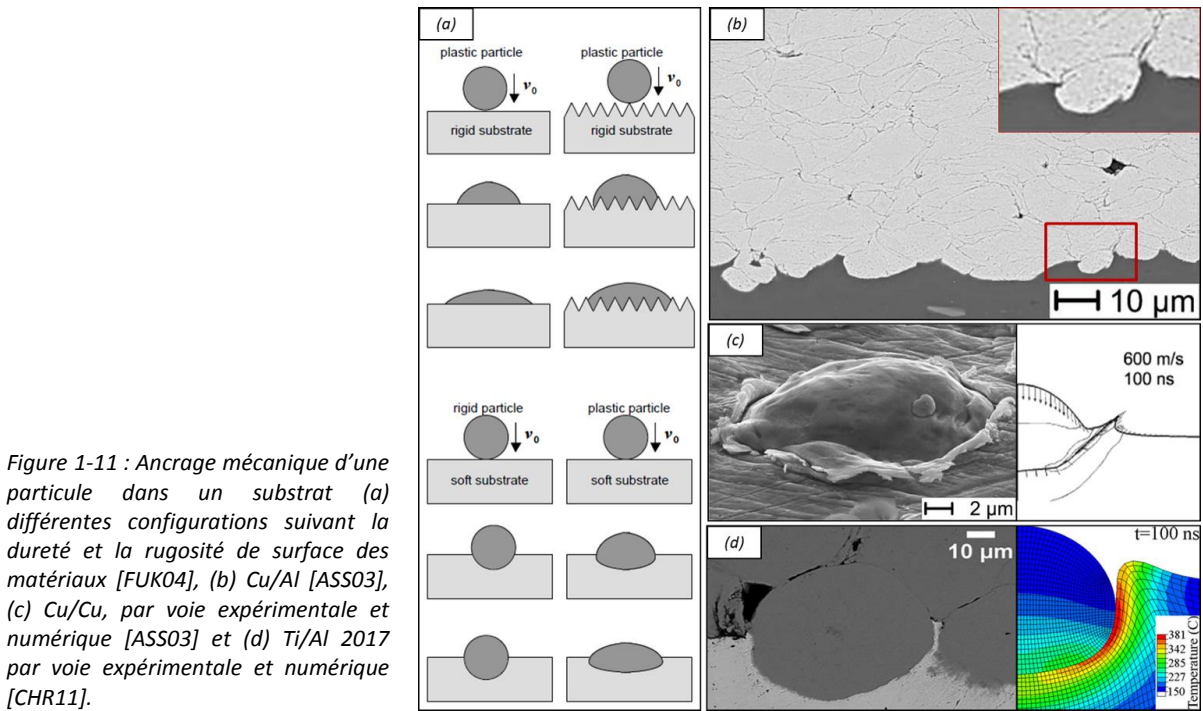 Figure 1-11 : Ancrage mécanique d'une
particule dans un substrat (a)
différentes configurations suivant la
dureté et la rugosité de surface des
matériaux [FUK04], (b) Cu/Al [ASS03],
(c) Cu/Cu, par voie expérimentale et
numérique [ASS03] et (d) Ti/Al 2017
par voie expérimentale et numérique
[CHR11].
(a)
plastic particle
plastic particle
v₀
v₀
rigid substrate
rigid substrate
rigid particle
plastic particle
v₀
v₀
soft substrate
soft substrate
(b)
10 µm
(c)
2 µm
600 m/s
100 ns
(d)
10 µm
t=100 ns
381
342
285
227
150
Temperature (C)